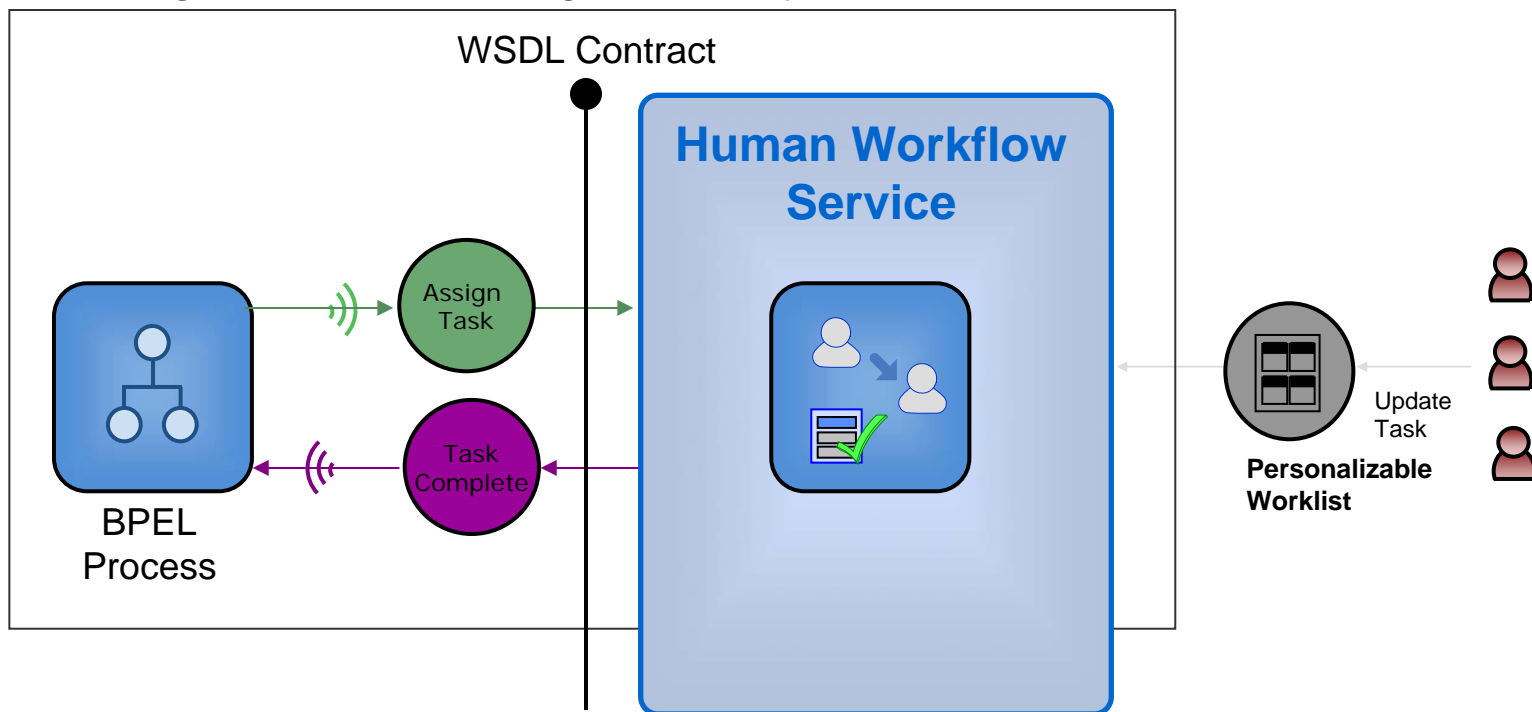 WSDL Contract
Human Workflow
Service
Assign
Task
Task
Complete
BPEL
Process
Update
Task
Personalizable
Worklist